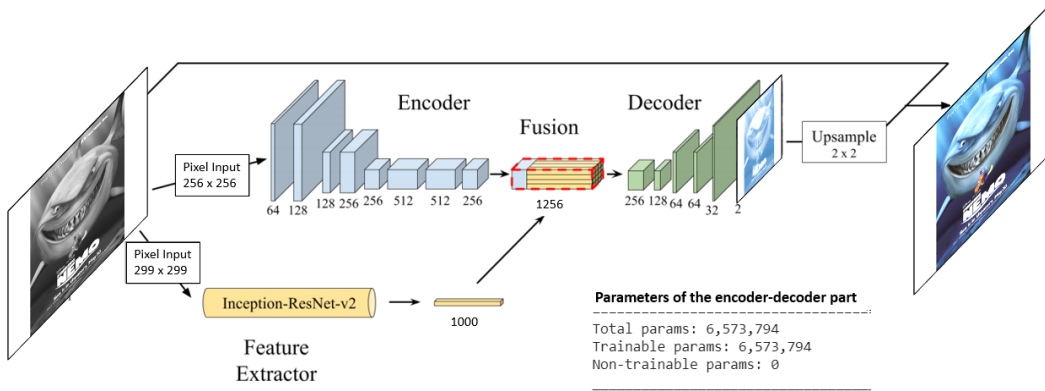 Encoder
Decoder
Fusion
Pixel Input
256 x 256
Upsample
2 x 2
64
128
128
256
256
512
512
256
1256
256
128
64
64
32
2
NEMO
NEMO
Pixel Input
299 x 299
Inception-ResNet-v2
1000
Feature
Extractor
Parameters of the encoder-decoder part
Total params: 6,573,794
Trainable params: 6,573,794
Non-trainable params: 0